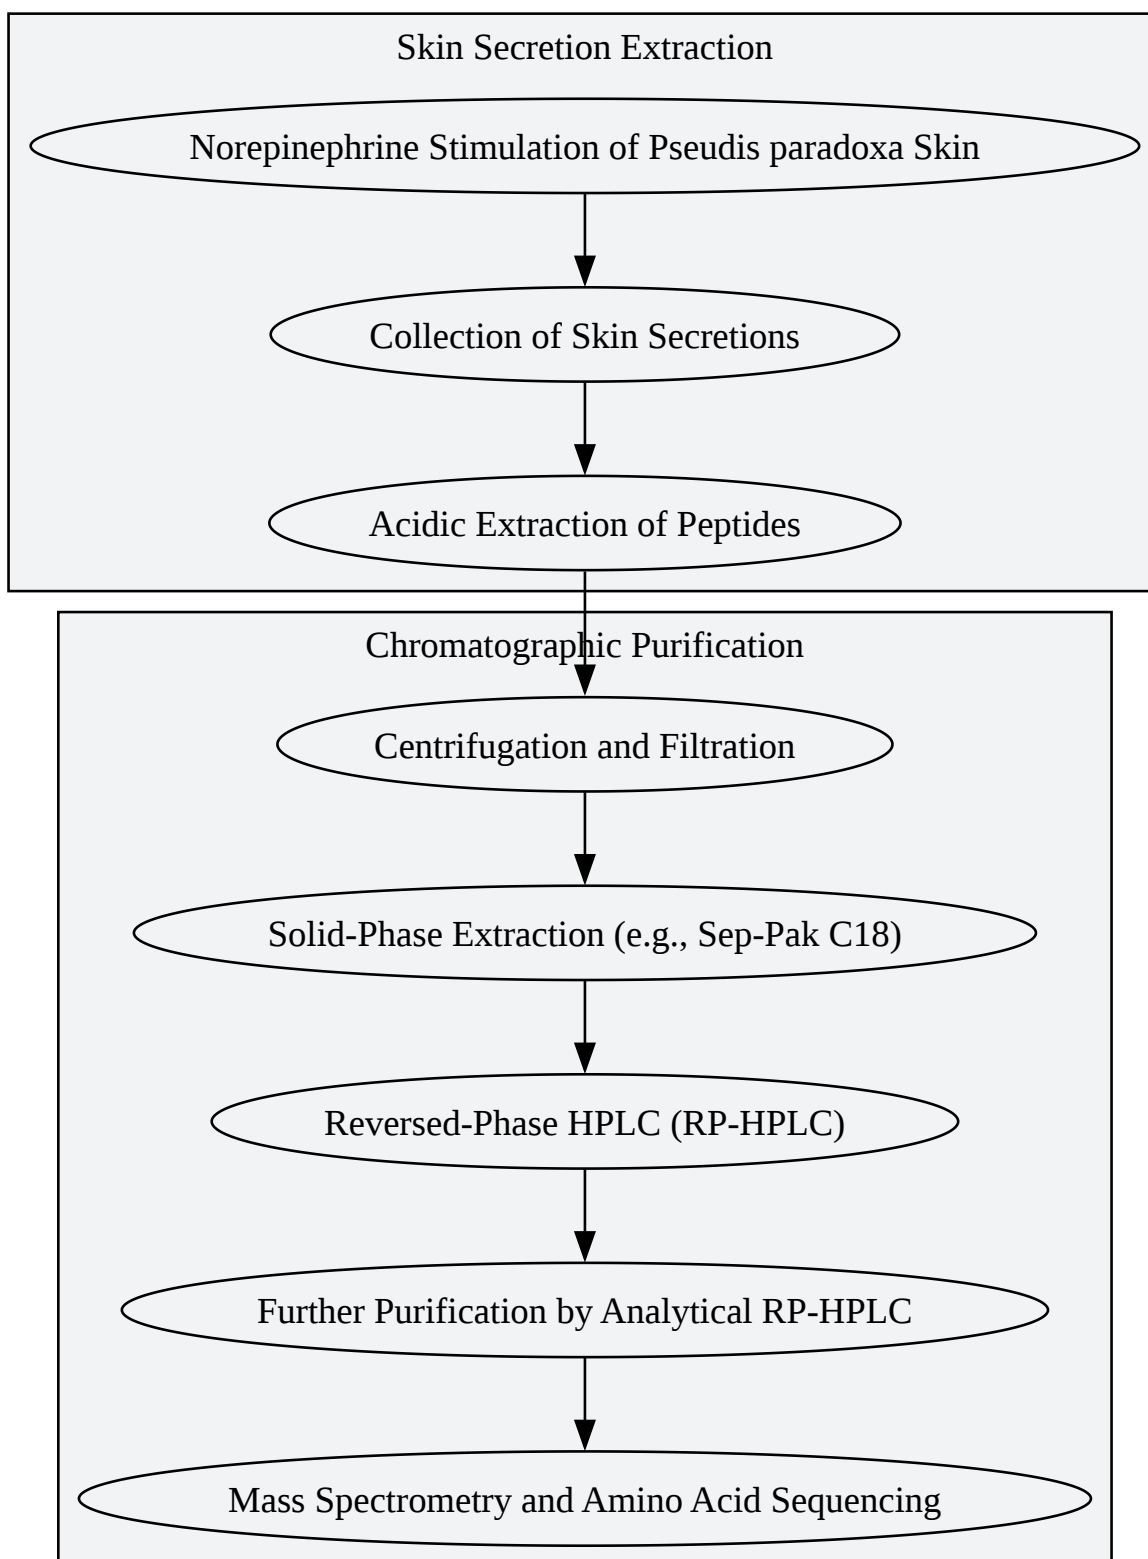 Skin Secretion Extraction
Norepinephrine Stimulation of Pseudis paradoxa Skin
Collection of Skin Secretions
Acidic Extraction of Peptides
Chromatographic Purification
Centrifugation and Filtration
Solid-Phase Extraction (e.g., Sep-Pak C18)
Reversed-Phase HPLC (RP-HPLC)
Further Purification by Analytical RP-HPLC
Mass Spectrometry and Amino Acid Sequencing